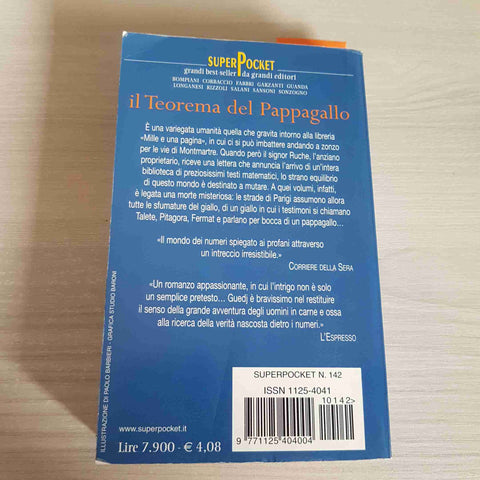 SUPERPOCKET
grandi best-seller da grandi editori
BOMPIANI CORBACCIO FABBRI GARZANTI GUANDA
LONGANESI RIZZOLI SALANI SANSONI SONZOGNO
il Teorema del Pappagallo
È una variegata umanità quella che gravita intorno alla libreria
«Mille e una pagina», in cui ci si può imbattere andando a zonzo
per le vie di Montmartre. Quando però il signor Ruche, l'anziano
proprietario, riceve una lettera che annuncia l'arrivo di un'intera
biblioteca di preziosissimi testi matematici, lo strano equilibrio
di questo mondo è destinato a mutare. A quei volumi, infatti,
è legata una morte misteriosa: le strade di Parigi assumono allora
tutte le sfumature del giallo, di un giallo in cui i testimoni si chiamano
Talete, Pitagora, Fermat e parlano per bocca di un pappagallo...
«Il mondo dei numeri spiegato ai profani attraverso
un intreccio irresistibile.»
CORRIERE DELLA SERA
«Un romanzo appassionante, in cui l'intrigo non è solo
un semplice pretesto... Guedj è bravissimo nel restituire
il senso della grande avventura degli uomini in carne e ossa
alla ricerca della verità nascosta dietro i numeri.»
L'ESPRESSO
ILLUSTRAZIONE DI PAOLO BARBIERI - GRAFICA STUDIO BARONI
www.superpocket.it
Lire 7.900 - € 4,08
SUPERPOCKET N. 142
ISSN 1125-4041
10142>
9 771125 404004